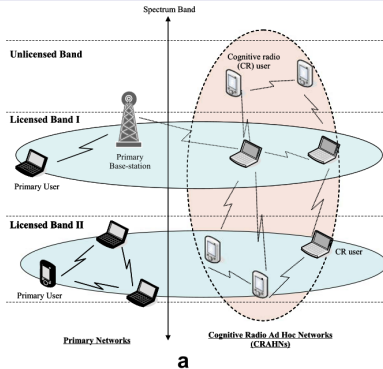 Spectrum Band
Unlicensed Band
Cognitive radio
(CR) user
Licensed Band I
Primary
Base-station
Primary User
Licensed Band II
CR user
Primary User
Primary Networks
Cognitive Radio Ad Hoc Networks
(CRAHNs)
a